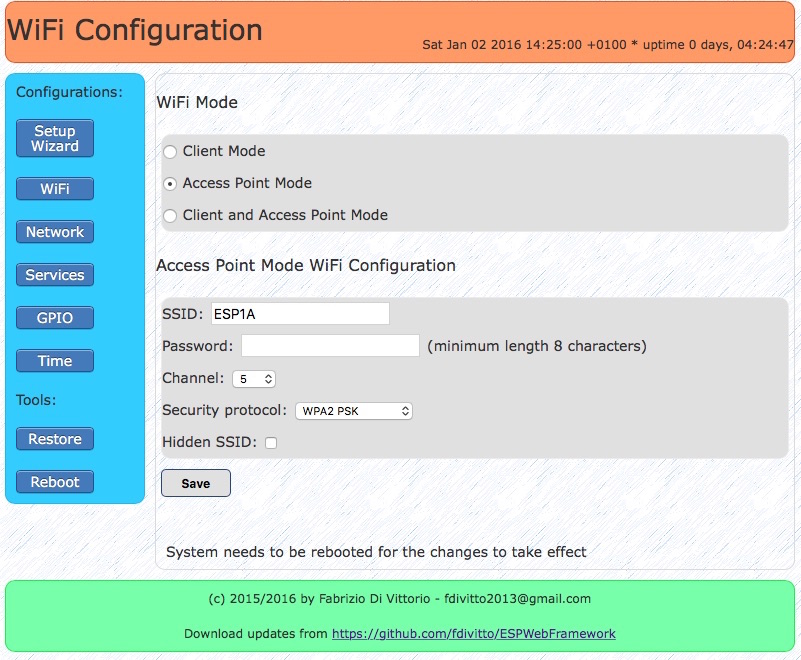 WiFi Configuration
Sat Jan 02 2016 14:25:00 +0100 * uptime 0 days, 04:24:47
Configurations:
Setup
Wizard
WiFi
Network
Services
GPIO
Time
Tools:
Restore
Reboot
WiFi Mode
Client Mode
Access Point Mode
Client and Access Point Mode
Access Point Mode WiFi Configuration
SSID: ESP1A
Password: (minimum length 8 characters)
Channel: 5
Security protocol: WPA2 PSK
Hidden SSID:
Save
System needs to be rebooted for the changes to take effect
(c) 2015/2016 by Fabrizio Di Vittorio - fdivitto2013@gmail.com
Download updates from https://github.com/fdivitto/ESPWebFramework